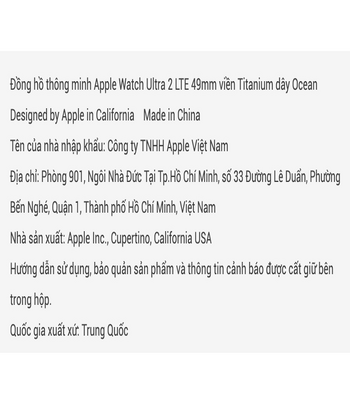 Đồng hồ thông minh Apple Watch Ultra 2 LTE 49mm viền Titanium dây Ocean
Designed by Apple in California Made in China
Tên của nhà nhập khẩu: Công ty TNHH Apple Việt Nam
Địa chỉ: Phòng 901, Ngôi Nhà Đức Tại Tp.Hồ Chí Minh, số 33 Đường Lê Duẩn, Phường
Bến Nghé, Quận 1, Thành phố Hồ Chí Minh, Việt Nam
Nhà sản xuất: Apple Inc., Cupertino, California USA
Hướng dẫn sử dụng, bảo quản sản phẩm và thông tin cảnh báo được cất giữ bên
trong hộp.
Quốc gia xuất xứ: Trung Quốc